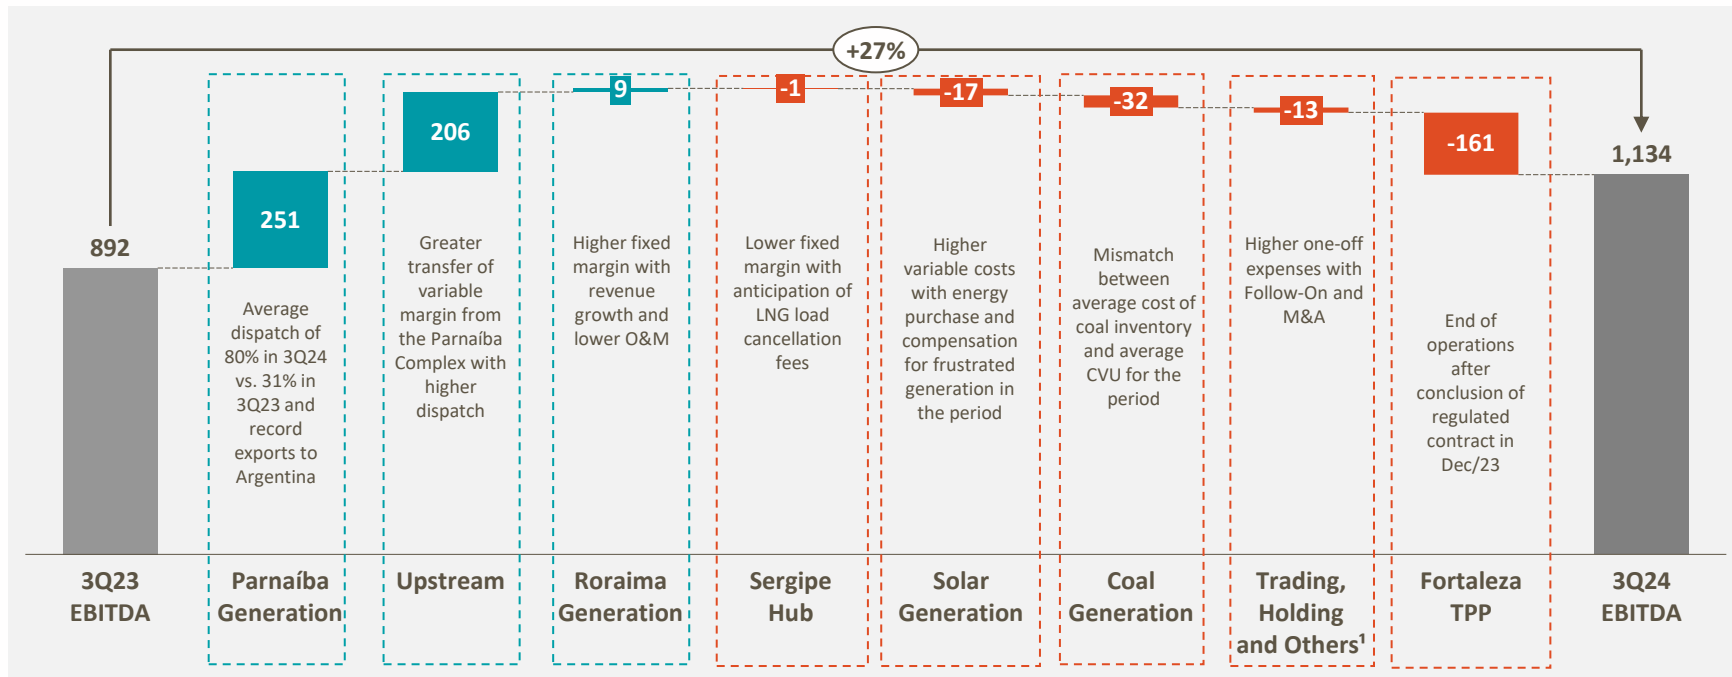 +27%
892
251
206
9
-1
-17
-32
-13
-161
1,134
Average
dispatch of
80% in 3Q24
vs. 31% in
3Q23 and
record
exports to
Argentina
Greater
transfer of
variable
margin from
the Parnaíba
Complex with
higher
dispatch
Higher fixed
margin with
revenue
growth and
lower O&M
Lower fixed
margin with
anticipation of
LNG load
cancellation
fees
Higher
variable costs
with energy
purchase and
compensation
for frustrated
generation in
the period
Mismatch
between
average cost of
coal inventory
and average
CVU for the
period
Higher one-off
expenses with
Follow-On and
M&A
End of
operations
after
conclusion of
regulated
contract in
Dec/23
3Q23
EBITDA
Parnaíba
Generation
Upstream
Roraima
Generation
Sergipe
Hub
Solar
Generation
Coal
Generation
Trading,
Holding
and Others¹
Fortaleza
TPP
3Q24
EBITDA